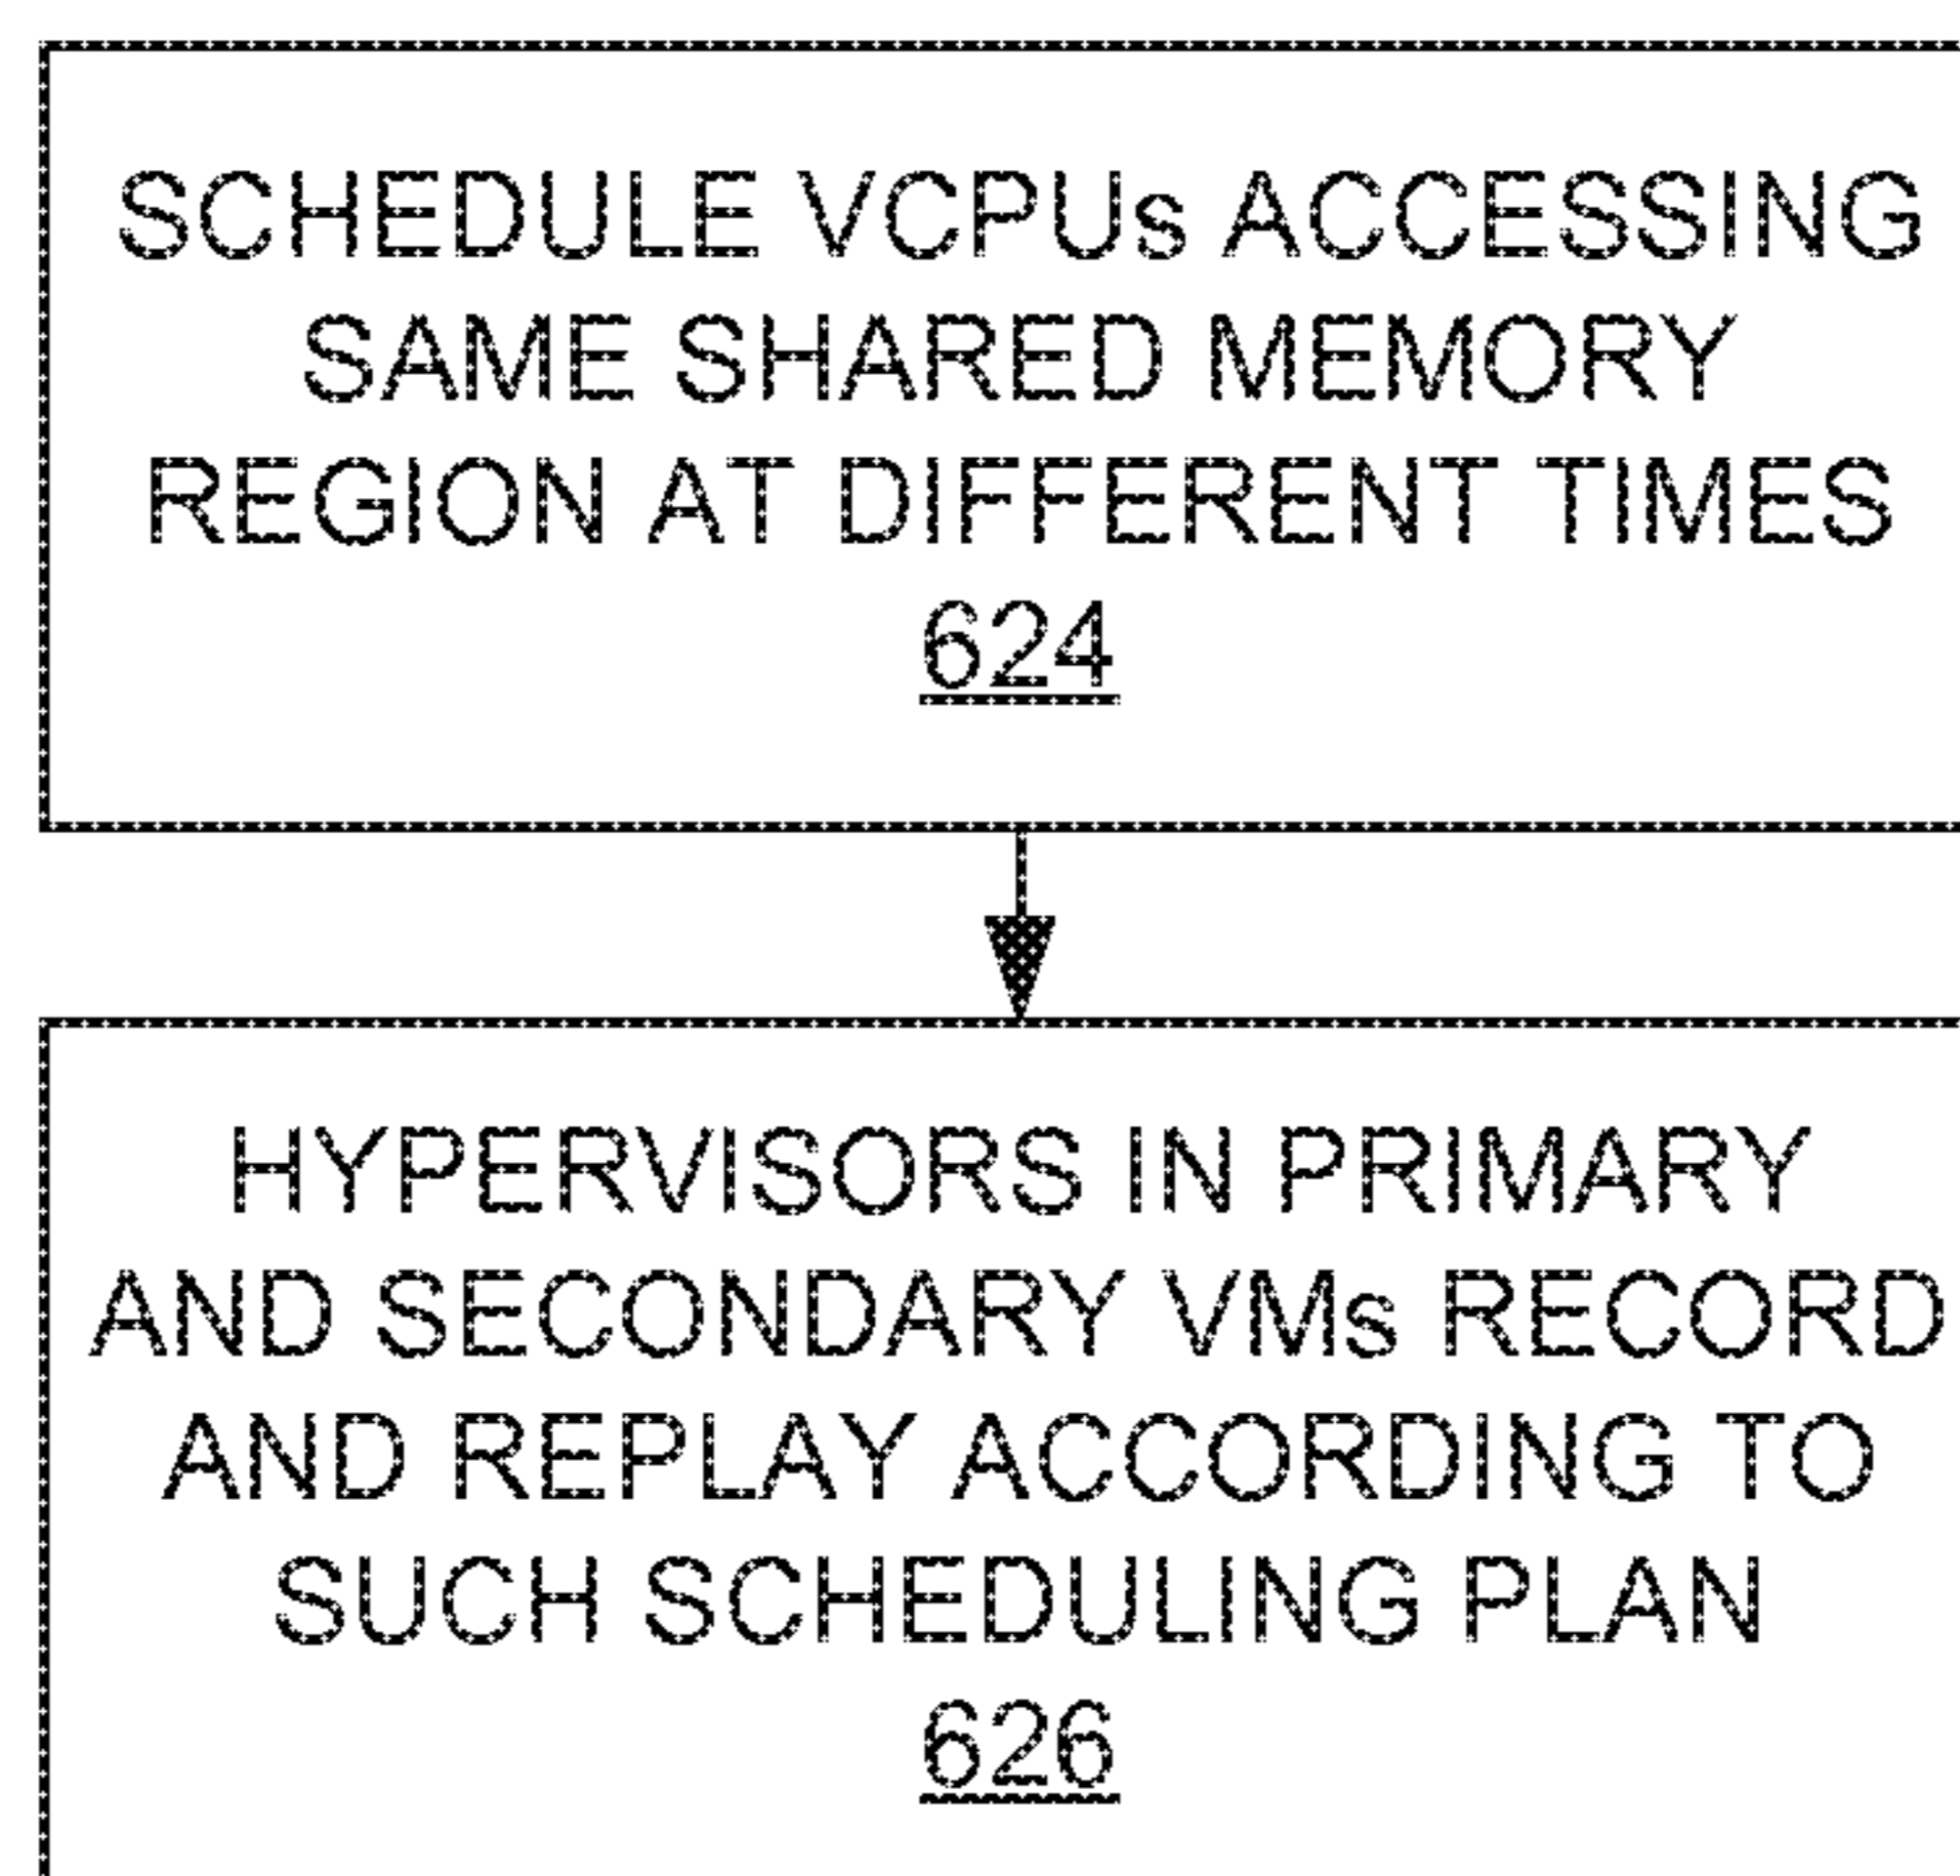 SCHEDULE VCPUs ACCESSING
SAME SHARED MEMORY
REGION AT DIFFERENT TIMES
624
HYPERVISORS IN PRIMARY
AND SECONDARY VMs RECORD
AND REPLAY ACCORDING TO
SUCH SCHEDULING PLAN
626